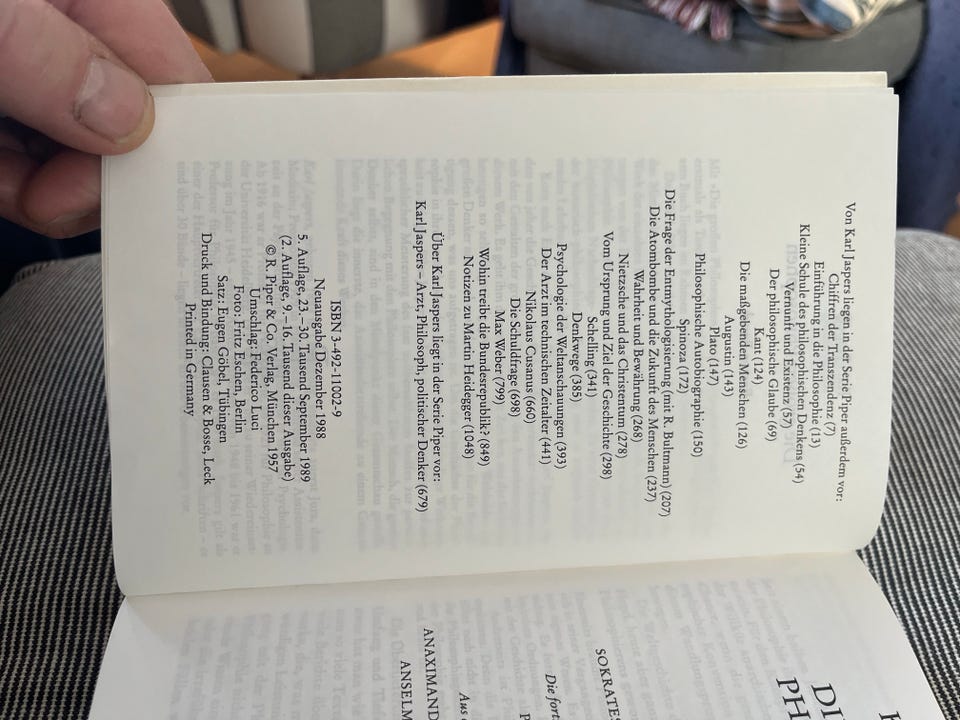 Von Karl Jaspers liegen in der Serie Piper außerdem vor:
Chiffren der Transzendenz (7)
Einführung in die Philosophie (13)
Kleine Schule des philosophischen Denkens (54)
Vernunft und Existenz (57)
Der philosophische Glaube (69)
Kant (124)
Die maßgebenden Menschen (126)
Augustin (143)
Plato (147)
Philosophische Autobiographie (150)
Spinoza (172)
Die Frage der Entmythologisierung (mit R. Bultmann) (207)
Die Atombombe und die Zukunft des Menschen (237)
Wahrheit und Bewährung (268)
Nietzsche und das Christentum (278)
Vom Ursprung und Ziel der Geschichte (298)
Schelling (341)
Denkwege (385)
Psychologie der Weltanschauungen (393)
Der Arzt im technischen Zeitalter (441)
Nikolaus Cusanus (660)
Die Schuldfrage (698)
Max Weber (799)
Wohin treibt die Bundesrepublik? (849)
Notizen zu Martin Heidegger (1048)
Über Karl Jaspers liegt in der Serie Piper vor:
Karl Jaspers – Arzt, Philosoph, politischer Denker (679)
ISBN 3-492-11002-9
Neuausgabe Dezember 1988
5. Auflage, 23.–30. Tausend September 1989
(2. Auflage, 9.–16. Tausend dieser Ausgabe)
© R. Piper & Co. Verlag, München 1957
Umschlag: Federico Luci
Foto: Fritz Eschen, Berlin
Satz: Eugen Göbel, Tübingen
Druck und Bindung: Clausen & Bosse, Leck
Printed in Germany
SOKRATES
Die fort
ANAXIMAND
ANSELM